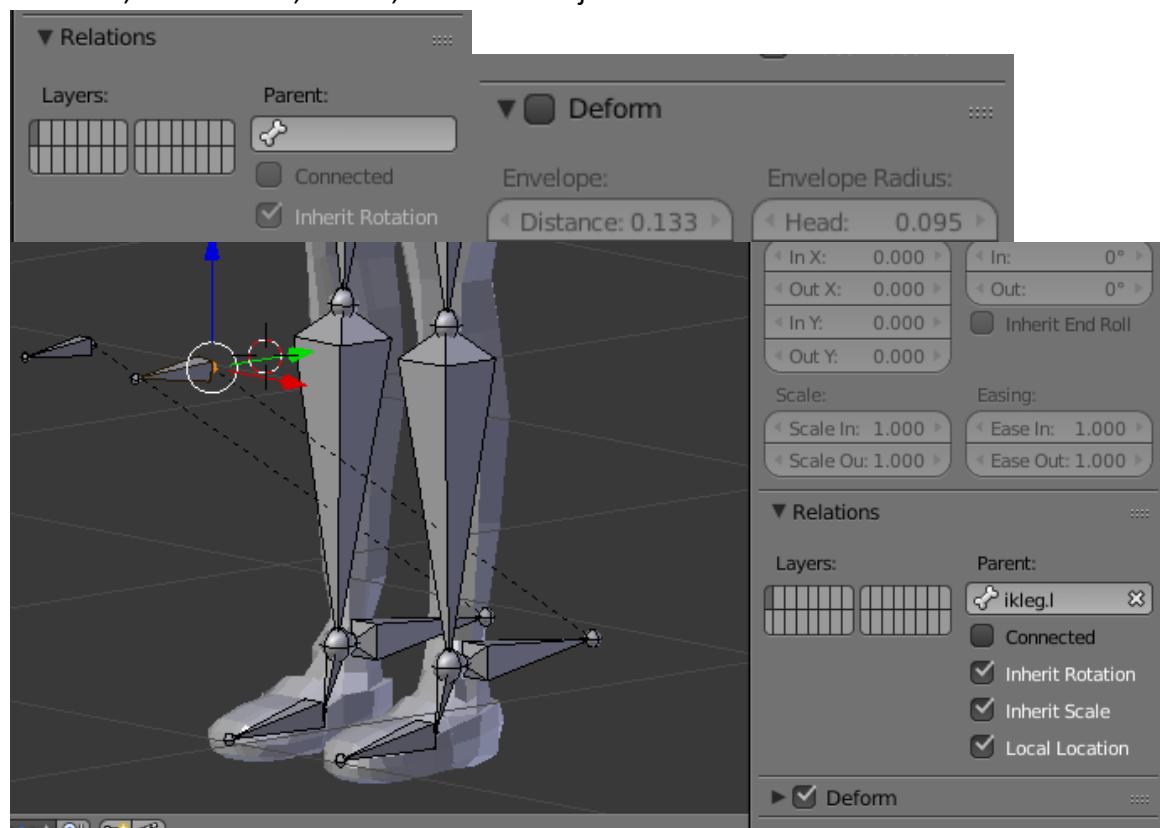 Relations
Layers:
Parent:
Connected
Inherit Rotation
Deform
Envelope:
Envelope Radius:
Distance: 0.133
Head: 0.095
In X: 0.000
In: 0°
Out X: 0.000
Out: 0°
In Y: 0.000
Inherit End Roll
Out Y: 0.000
Scale:
Easing:
Scale In: 1.000
Ease In: 1.000
Scale Ou: 1.000
Ease Out: 1.000
Relations
Layers:
Parent:
ikleg.l
Connected
Inherit Rotation
Inherit Scale
Local Location
Deform